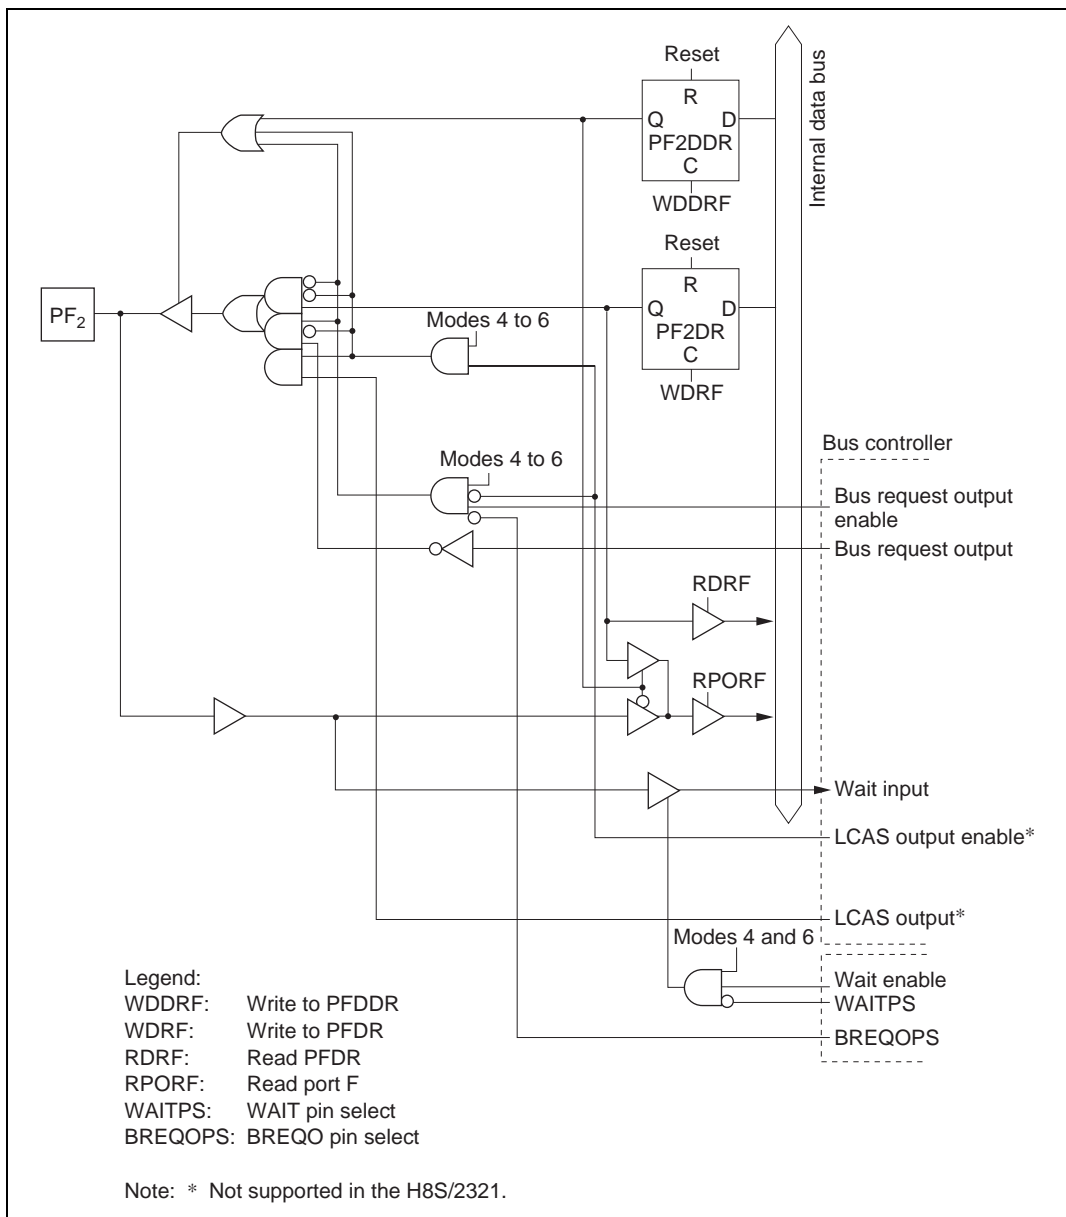 Reset
R
Q D
PF2DDR
C
WDDRF
Internal data bus
Reset
R
Q D
PF2DR
C
WDRF
PF2
Modes 4 to 6
Bus controller
Modes 4 to 6
Bus request output
enable
Bus request output
RDRF
RPORF
Wait input
LCAS output enable*
LCAS output*
Modes 4 and 6
Wait enable
WAITPS
BREQOPS
Legend:
WDDRF: Write to PFDDR
WDRF: Write to PFDR
RDRF: Read PFDR
RPORF: Read port F
WAITPS: WAIT pin select
BREQOPS: BREQO pin select
Note: * Not supported in the H8S/2321.